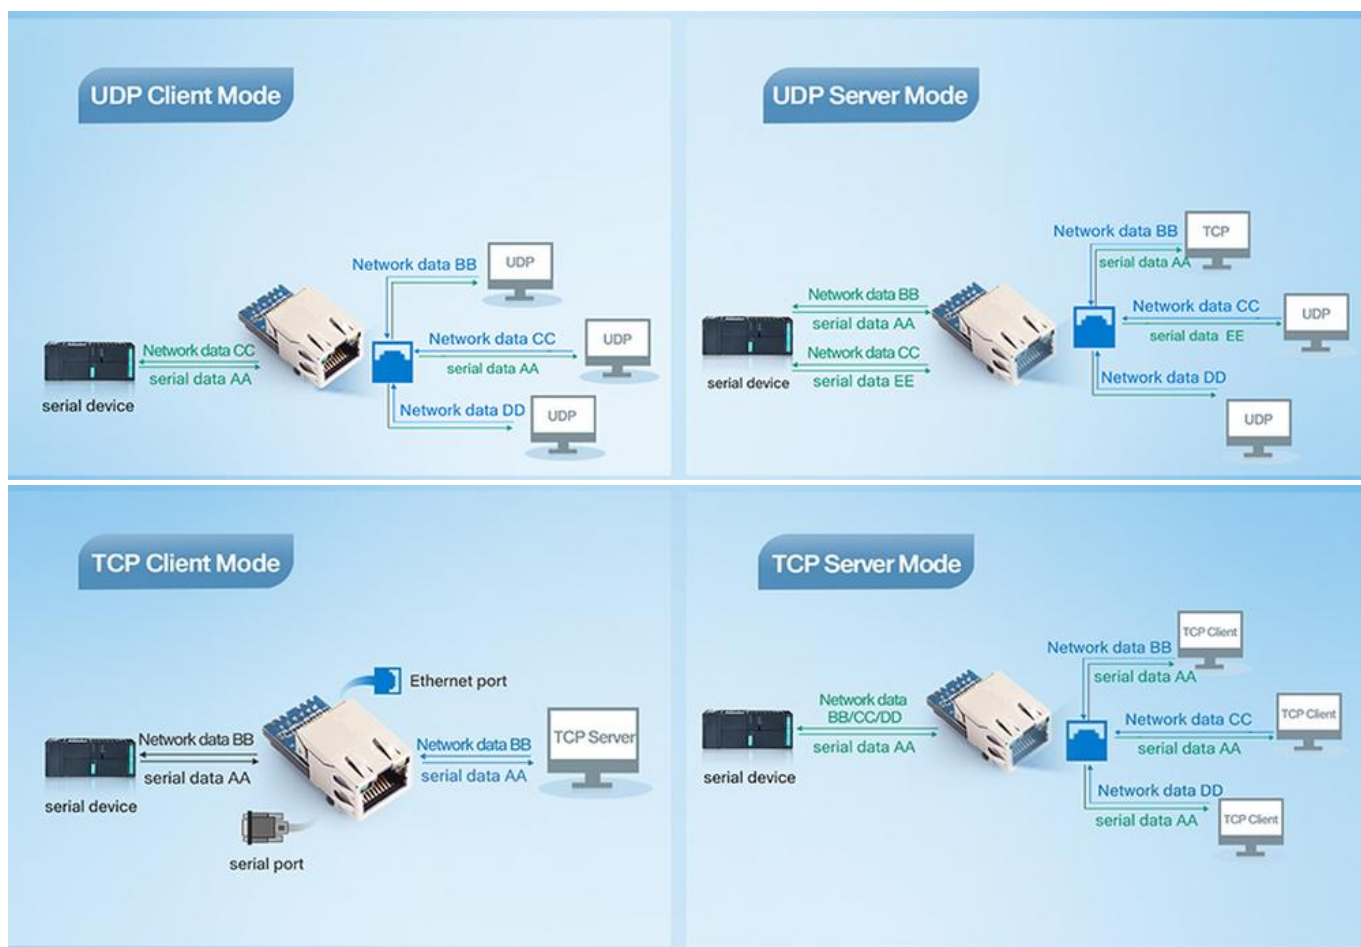 UDP Client Mode
Network data BB
UDP
Network data CC
serial data AA
UDP
Network data CC
serial data AA
serial device
Network data DD
UDP
UDP Server Mode
Network data BB
serial data AA
TCP
Network data BB
serial data AA
Network data CC
serial data EE
serial device
Network data CC
serial data EE
UDP
Network data DD
UDP
TCP Client Mode
Ethernet port
Network data BB
serial data AA
serial device
Network data BB
serial data AA
TCP Server
serial port
TCP Server Mode
Network data BB
serial data AA
TCP Client
Network data
BB/CC/DD
serial data AA
serial device
Network data CC
serial data AA
TCP Client
Network data DD
serial data AA
TCP Client